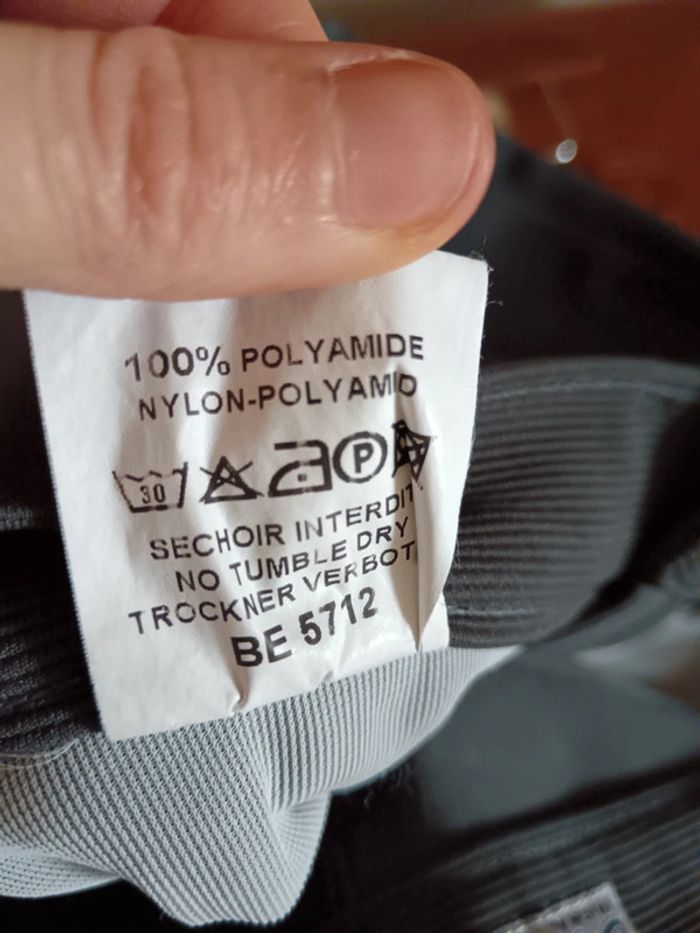 100% POLYAMIDE
NYLON-POLYAMID
30 P
SECHOIR INTERDIT
NO TUMBLE DRY
TROCKNER VERBOT
BE 5712